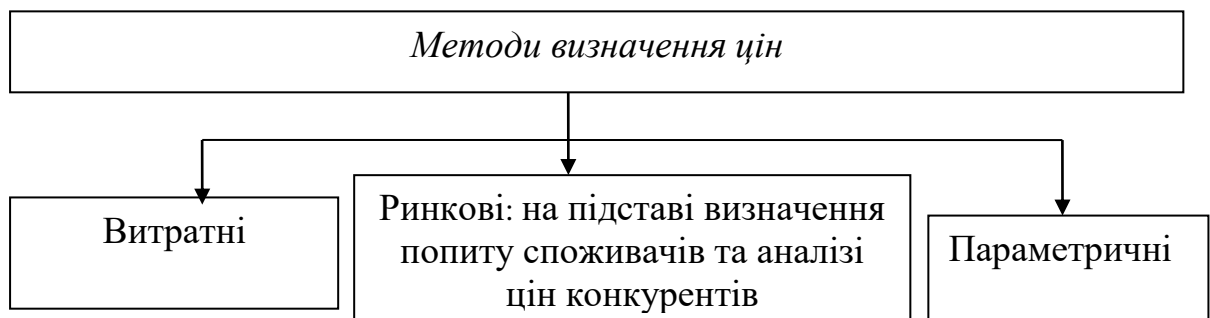 Методи визначення цін
Витратні
Ринкові: на підставі визначення
попиту споживачів та аналізі
цін конкурентів
Параметричні